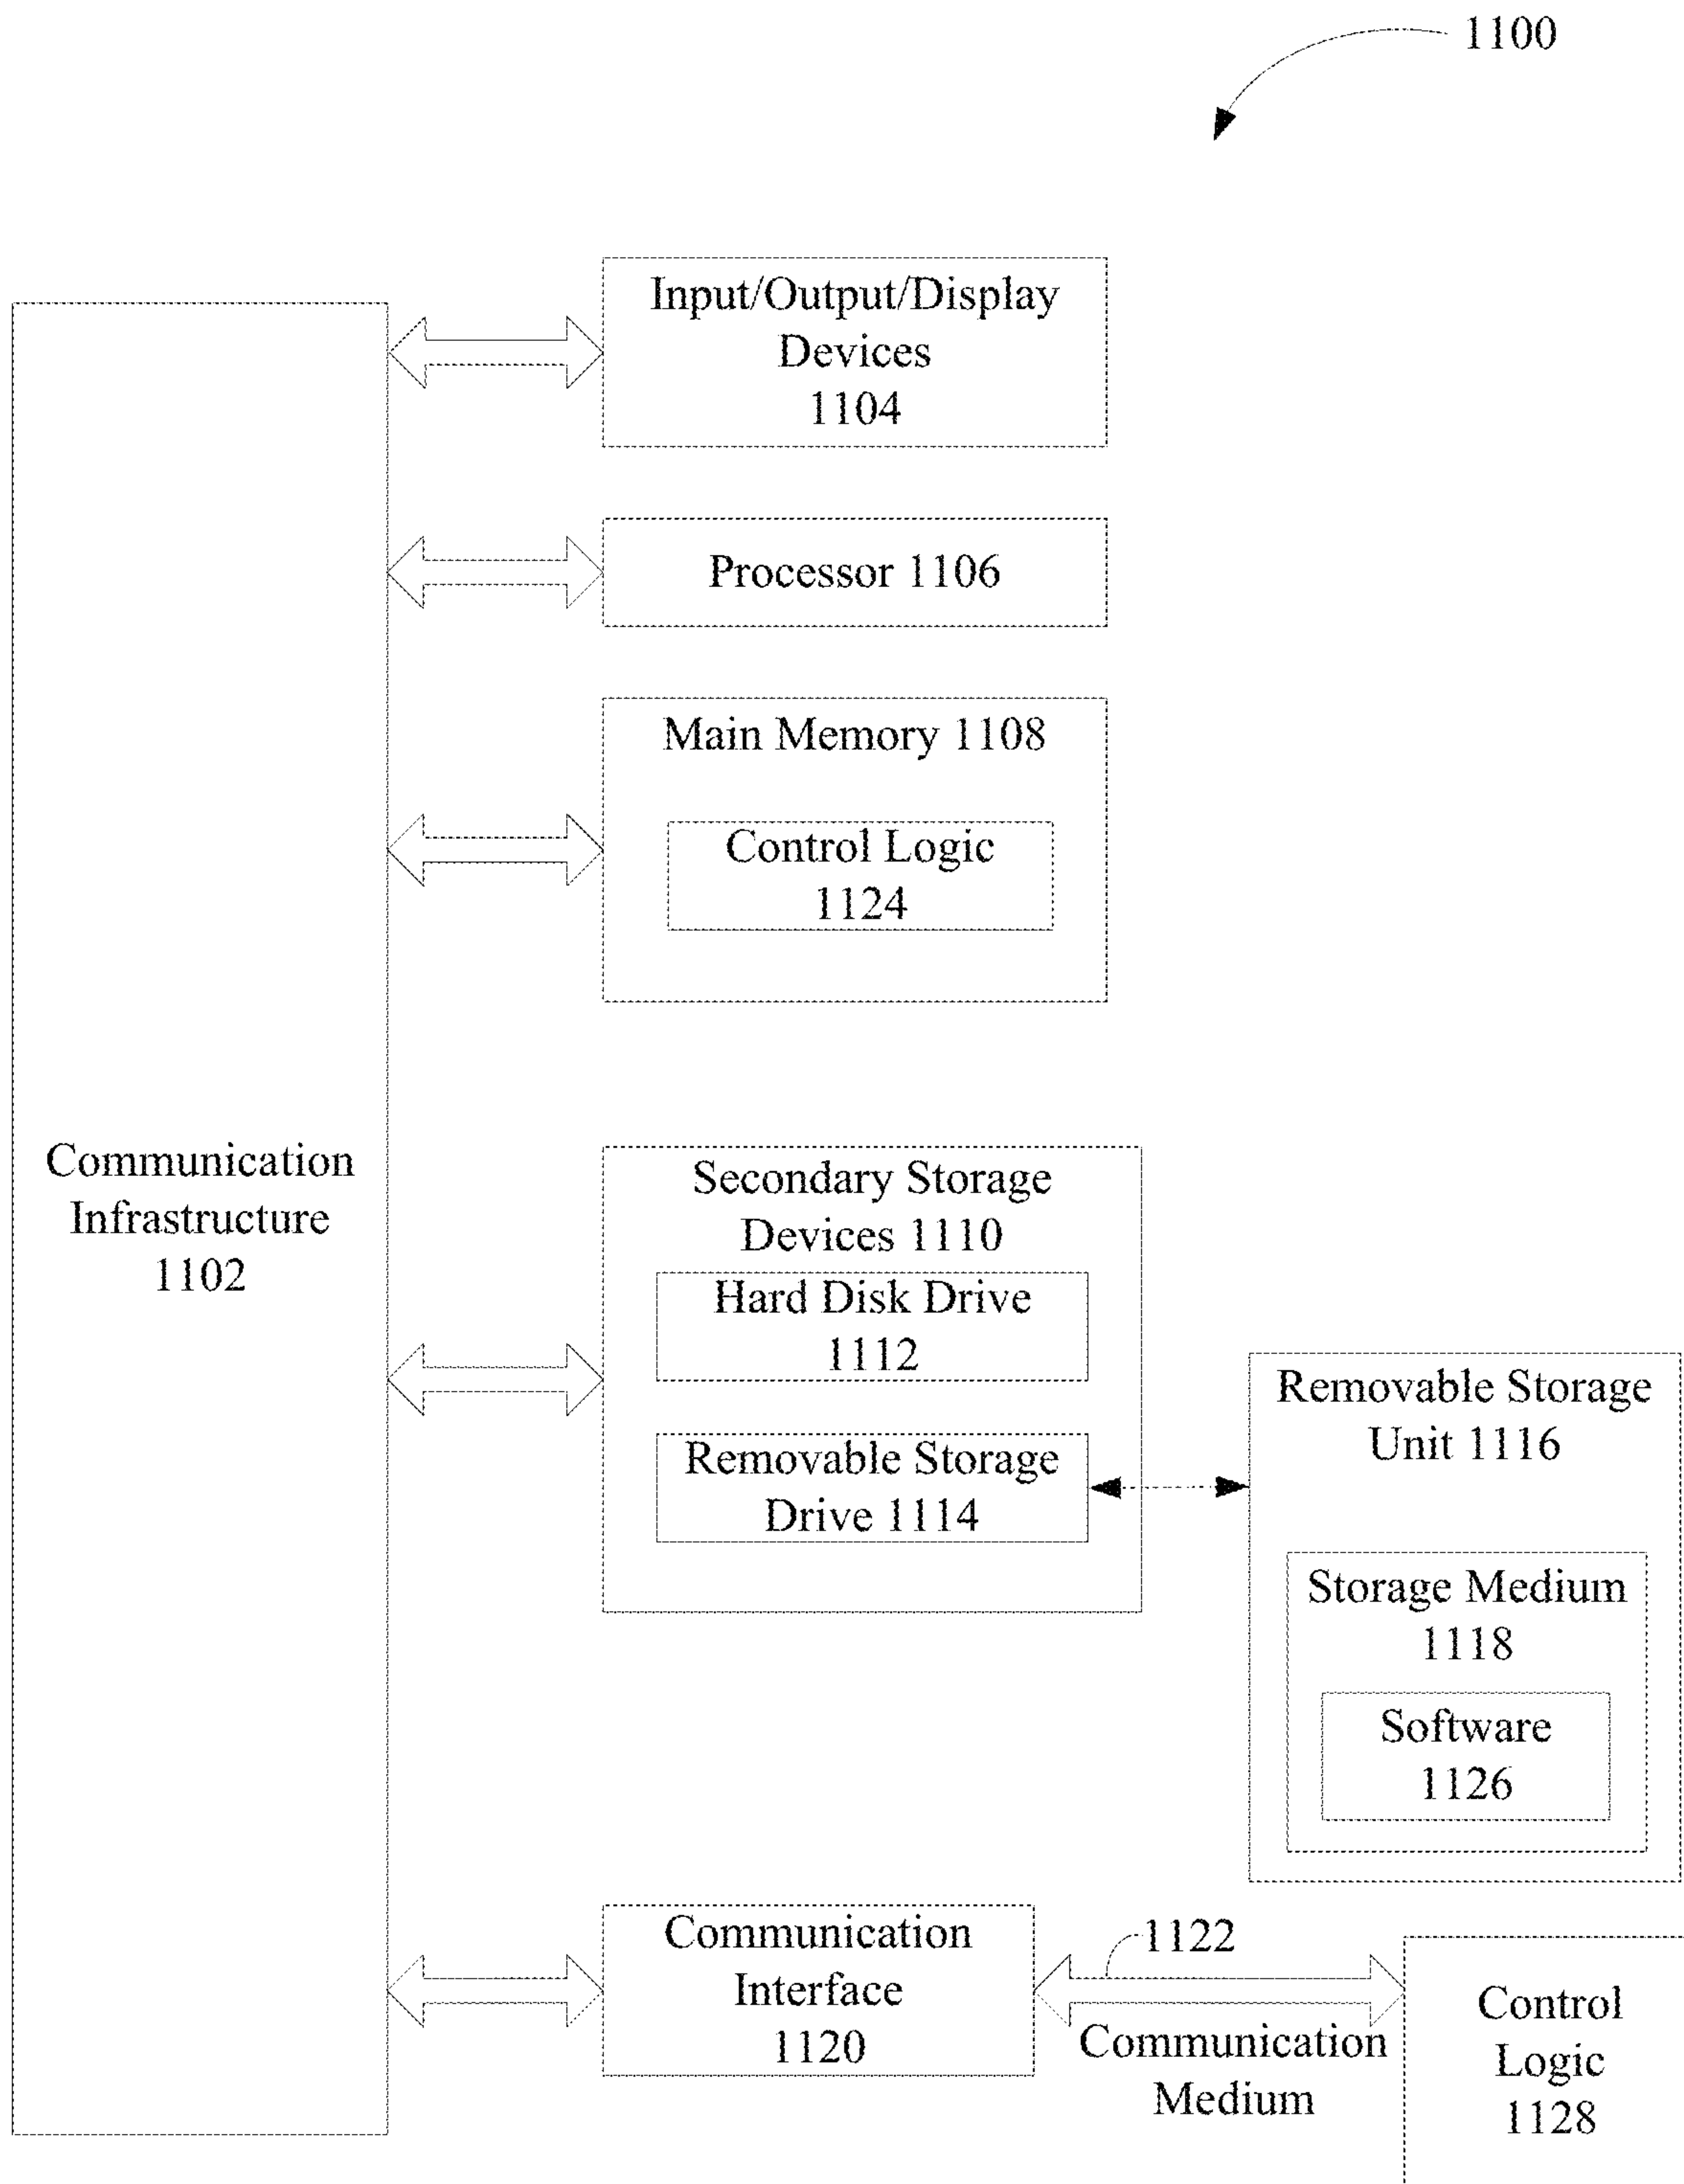 1100
Input/Output/Display
Devices
1104
Processor 1106
Main Memory 1108
Control Logic
1124
Communication
Infrastructure
1102
Secondary Storage
Devices 1110
Hard Disk Drive
1112
Removable Storage
Drive 1114
Removable Storage
Unit 1116
Storage Medium
1118
Software
1126
Communication
Interface
1120
1122
Communication
Medium
Control
Logic
1128